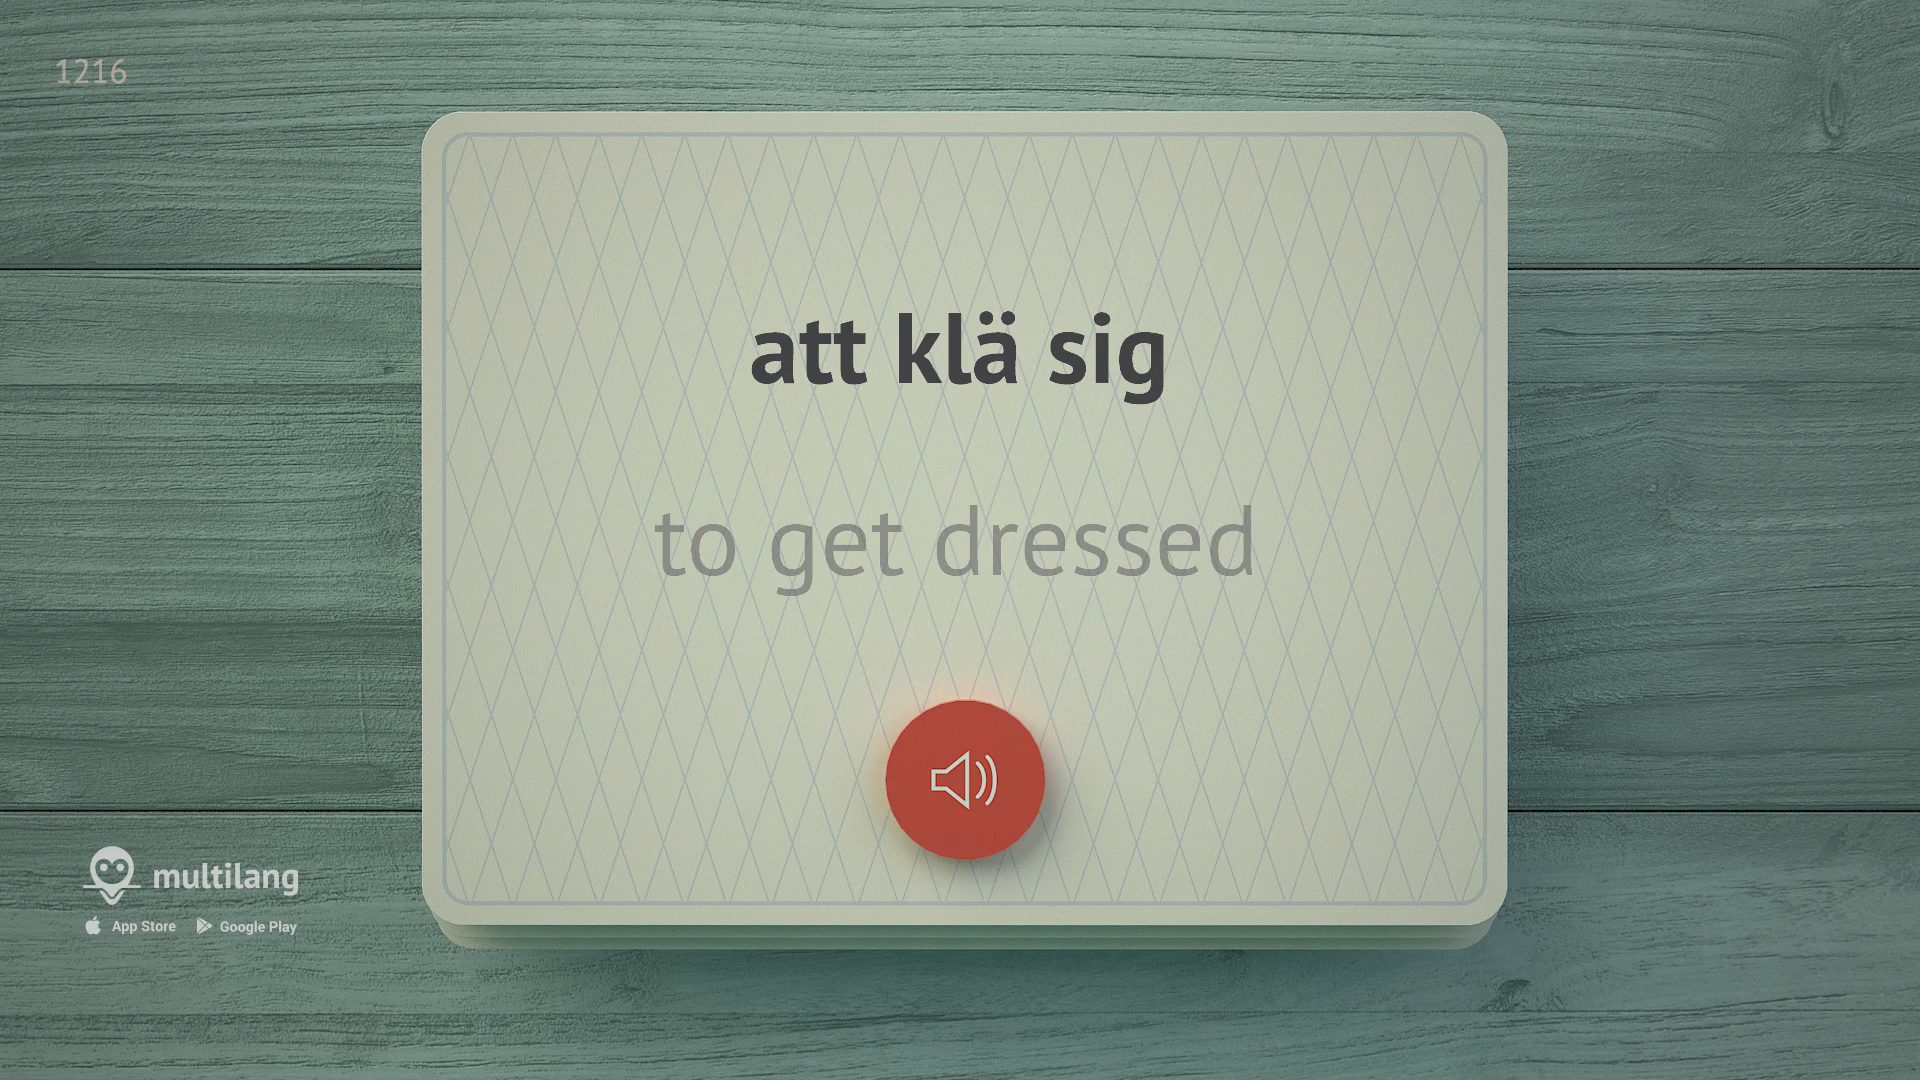 1216
att klä sig
to get dressed
multilang
App Store
Google Play